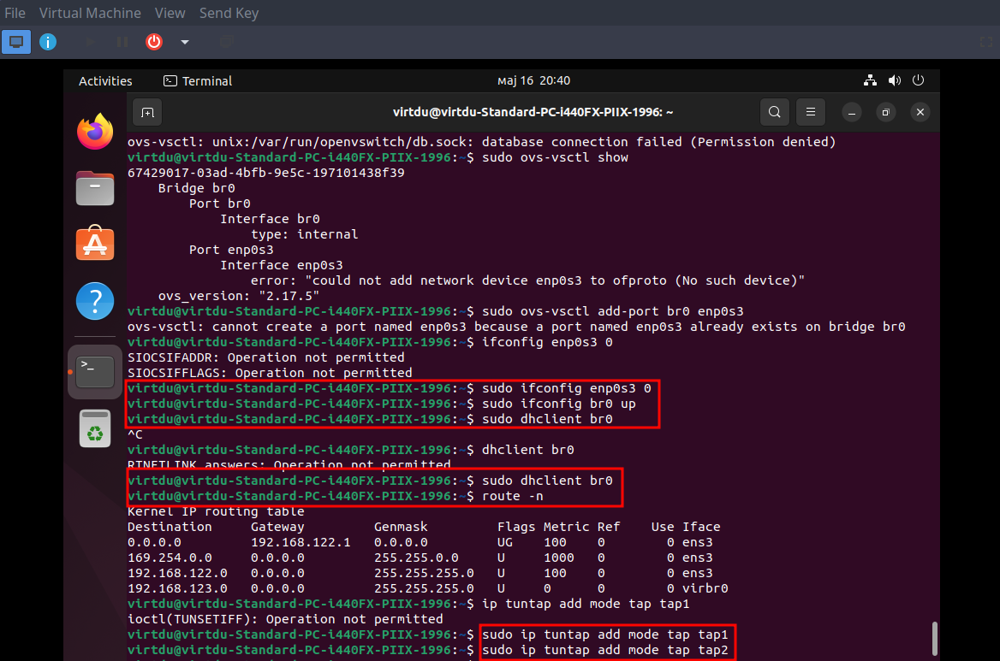 File Virtual Machine View Send Key
Activities Terminal мај 16 20:40
virtdu@virtdu-Standard-PC-i440FX-PIIX-1996: ~
ovs-vsctl: unix:/var/run/openvswitch/db.sock: database connection failed (Permission denied)
virtdu@virtdu-Standard-PC-i440FX-PIIX-1996:~$ sudo ovs-vsctl show
67429017-03ad-4bfb-9e5c-197101438f39
    Bridge br0
        Port br0
            Interface br0
                type: internal
        Port enp0s3
            Interface enp0s3
                error: "could not add network device enp0s3 to ofproto (No such device)"
    ovs_version: "2.17.5"
virtdu@virtdu-Standard-PC-i440FX-PIIX-1996:~$ sudo ovs-vsctl add-port br0 enp0s3
ovs-vsctl: cannot create a port named enp0s3 because a port named enp0s3 already exists on bridge br0
virtdu@virtdu-Standard-PC-i440FX-PIIX-1996:~$ ifconfig enp0s3 0
SIOCSIFADDR: Operation not permitted
SIOCSIFFLAGS: Operation not permitted
virtdu@virtdu-Standard-PC-i440FX-PIIX-1996:~$ sudo ifconfig enp0s3 0
virtdu@virtdu-Standard-PC-i440FX-PIIX-1996:~$ sudo ifconfig br0 up
virtdu@virtdu-Standard-PC-i440FX-PIIX-1996:~$ sudo dhclient br0
^C
virtdu@virtdu-Standard-PC-i440FX-PIIX-1996:~$ dhclient br0
RTNETLINK answers: Operation not permitted
virtdu@virtdu-Standard-PC-i440FX-PIIX-1996:~$ sudo dhclient br0
virtdu@virtdu-Standard-PC-i440FX-PIIX-1996:~$ route -n
Kernel IP routing table
Destination     Gateway         Genmask         Flags Metric Ref    Use Iface
0.0.0.0         192.168.122.1   0.0.0.0         UG    100    0        0 ens3
169.254.0.0     0.0.0.0         255.255.0.0     U     1000   0        0 ens3
192.168.122.0   0.0.0.0         255.255.255.0   U     100    0        0 ens3
192.168.123.0   0.0.0.0         255.255.255.0   U     0      0        0 virbr0
virtdu@virtdu-Standard-PC-i440FX-PIIX-1996:~$ ip tuntap add mode tap tap1
ioctl(TUNSETIFF): Operation not permitted
virtdu@virtdu-Standard-PC-i440FX-PIIX-1996:~$ sudo ip tuntap add mode tap tap1
virtdu@virtdu-Standard-PC-i440FX-PIIX-1996:~$ sudo ip tuntap add mode tap tap2